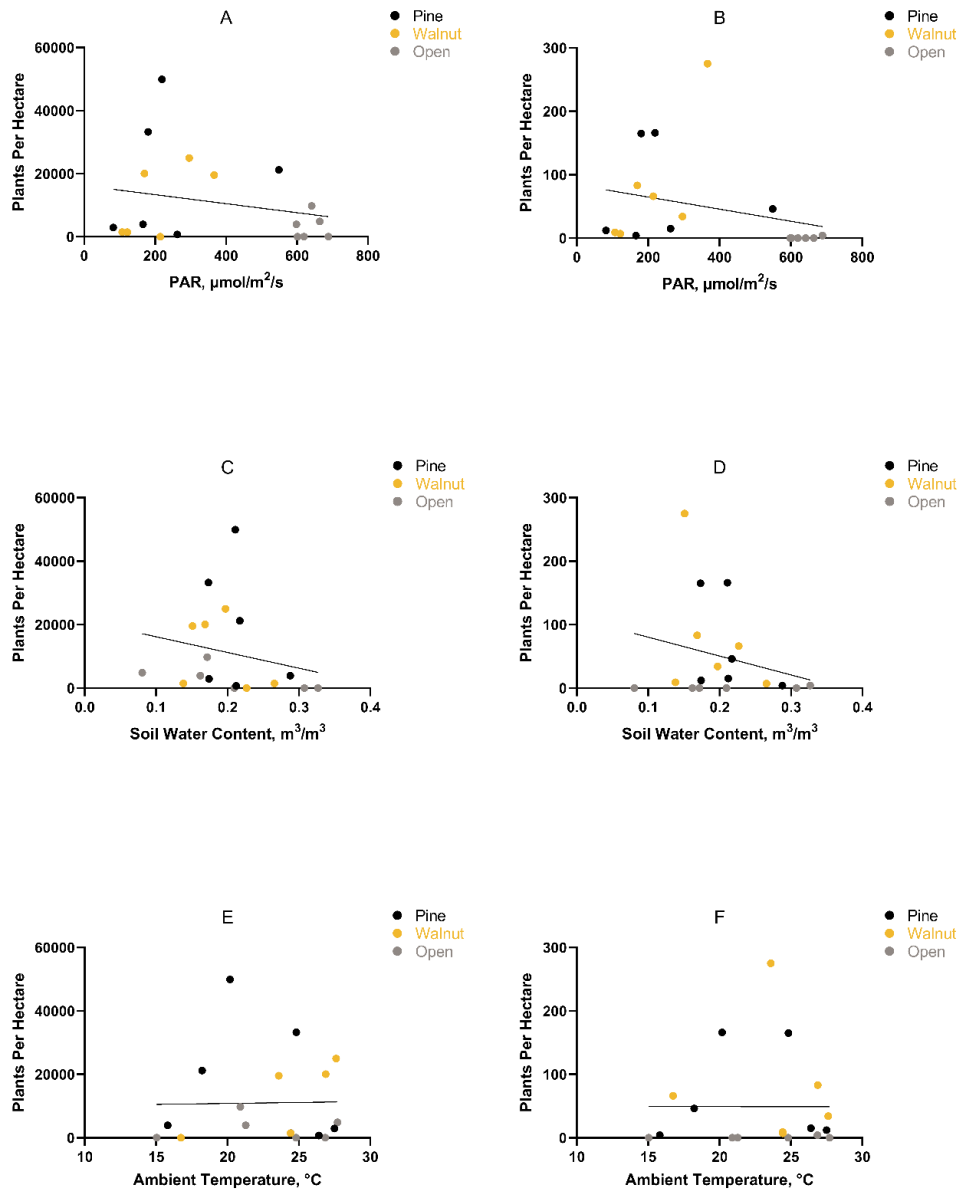 A
Pine
Walnut
Open
Plants Per Hectare
60000
40000
20000
0
0 200 400 600 800
PAR, μmol/m²/s
B
Pine
Walnut
Open
Plants Per Hectare
300
200
100
0
0 200 400 600 800
PAR, μmol/m²/s
C
Pine
Walnut
Open
Plants Per Hectare
60000
40000
20000
0
0.0 0.1 0.2 0.3 0.4
Soil Water Content, m³/m³
D
Pine
Walnut
Open
Plants Per Hectare
300
200
100
0
0.0 0.1 0.2 0.3 0.4
Soil Water Content, m³/m³
E
Pine
Walnut
Open
Plants Per Hectare
60000
40000
20000
0
10 15 20 25 30
Ambient Temperature, °C
F
Pine
Walnut
Open
Plants Per Hectare
300
200
100
0
10 15 20 25 30
Ambient Temperature, °C